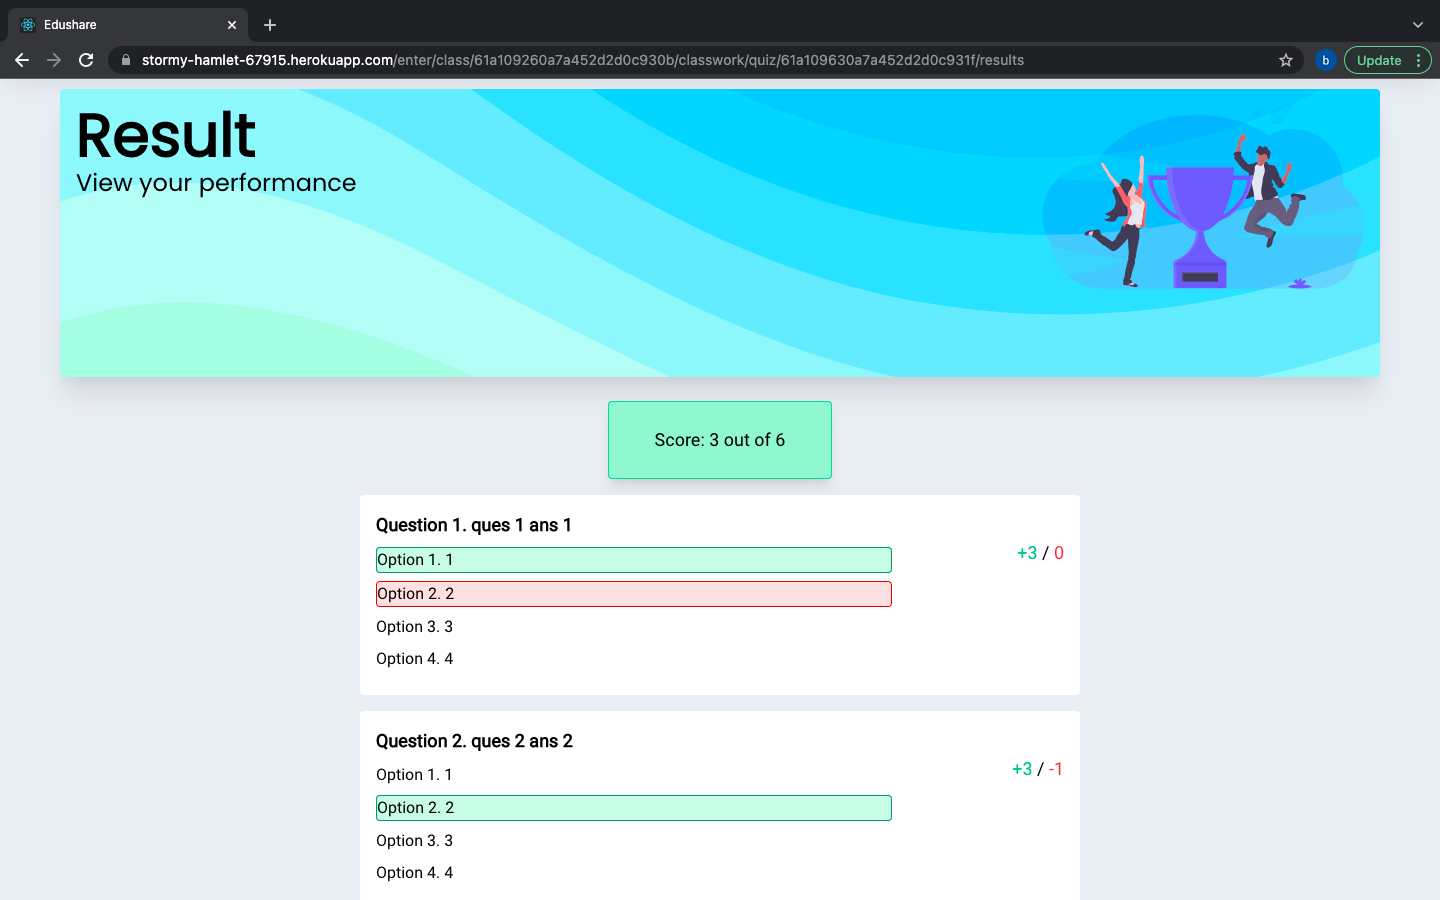 Edushare
stormy-hamlet-67915.herokuapp.com/enter/class/61a109260a7a452d2d0c930b/classwork/quiz/61a109630a7a452d2d0c931f/results
b
Update
Result
View your performance
Score: 3 out of 6
Question 1. ques 1 ans 1
+3 / 0
Option 1. 1
Option 2. 2
Option 3. 3
Option 4. 4
Question 2. ques 2 ans 2
+3 / -1
Option 1. 1
Option 2. 2
Option 3. 3
Option 4. 4